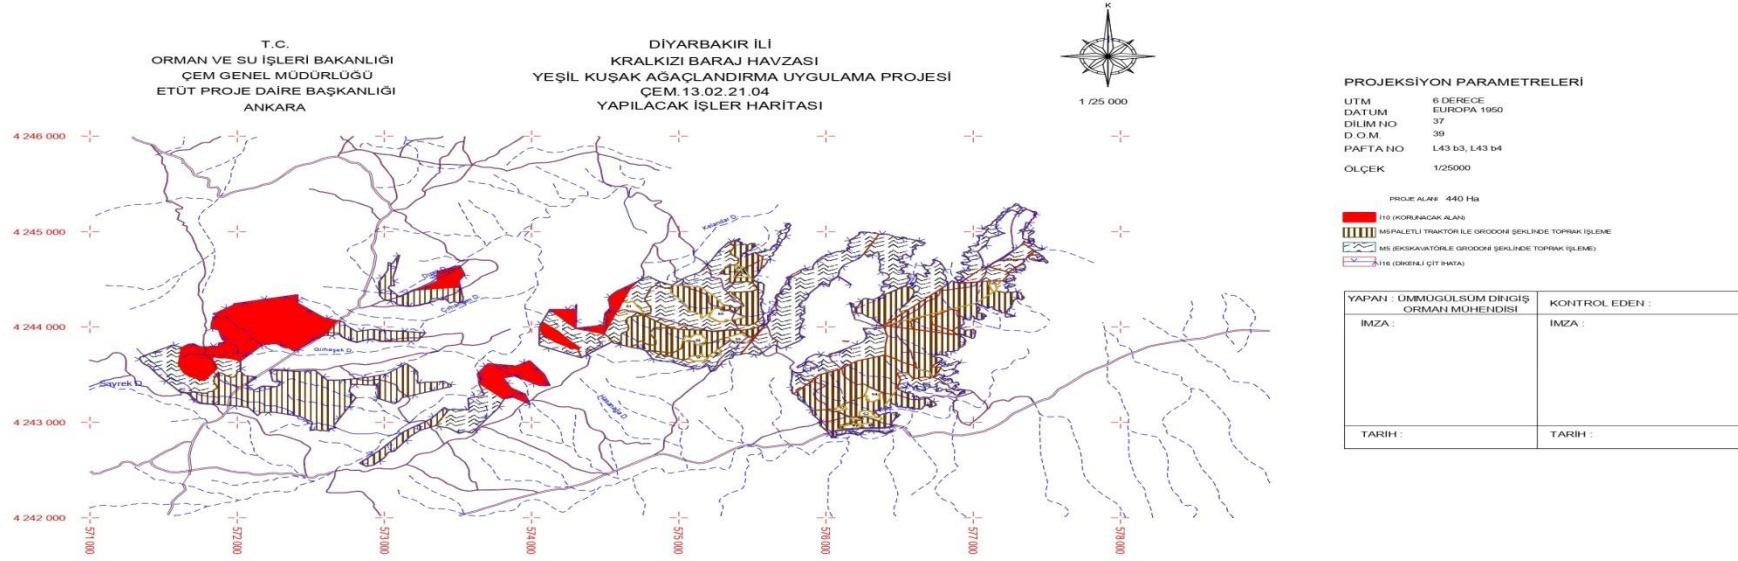 T.C.
ORMAN VE SU İŞLERİ BAKANLIĞI
ÇEM GENEL MÜDÜRLÜĞÜ
ETÜT PROJE DAİRE BAŞKANLIĞI
ANKARA
DİYARBAKIR İLİ
KRALKIZI BARAJ HAVZASI
YEŞİL KUŞAK AĞAÇLANDIRMA UYGULAMA PROJESİ
ÇEM.13.02.21.04
YAPILACAK İŞLER HARİTASI
K
1 /25 000
PROJEKSİYON PARAMETRELERİ
UTM 6 DERECE
DATUM EUROPA 1950
DİLİM NO 37
D.O.M. 39
PAFTA NO L43 b3, L43 b4
ÖLÇEK 1/25000
PROJE ALANI 440 Ha
İ10 (KORUNACAK ALAN)
M5PALETLİ TRAKTÖR İLE GRODONİ ŞEKLİNDE TOPRAK İŞLEME
M5 (EKSKAVATÖRLE GRODONİ ŞEKLİNDE TOPRAK İŞLEME)
İ16 (DİKENLİ ÇİT İHATA)
YAPAN : ÜMMÜGÜLSÜM DİNGİŞ
ORMAN MÜHENDİSİ
KONTROL EDEN :
İMZA :
İMZA :
TARİH :
TARİH :
4 246 000
4 245 000
4 244 000
4 243 000
4 242 000
571 000
572 000
573 000
574 000
575 000
576 000
577 000
578 000
Kelandar D.
Sayrek D.